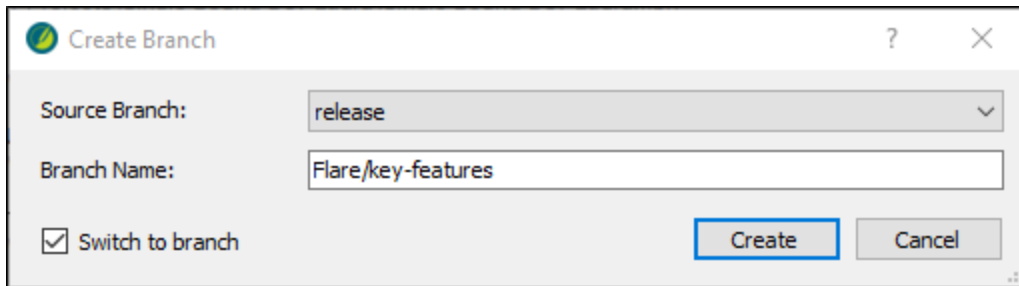 Create Branch ?
Source Branch: release
Branch Name: Flare/key-features
Switch to branch Create Cancel